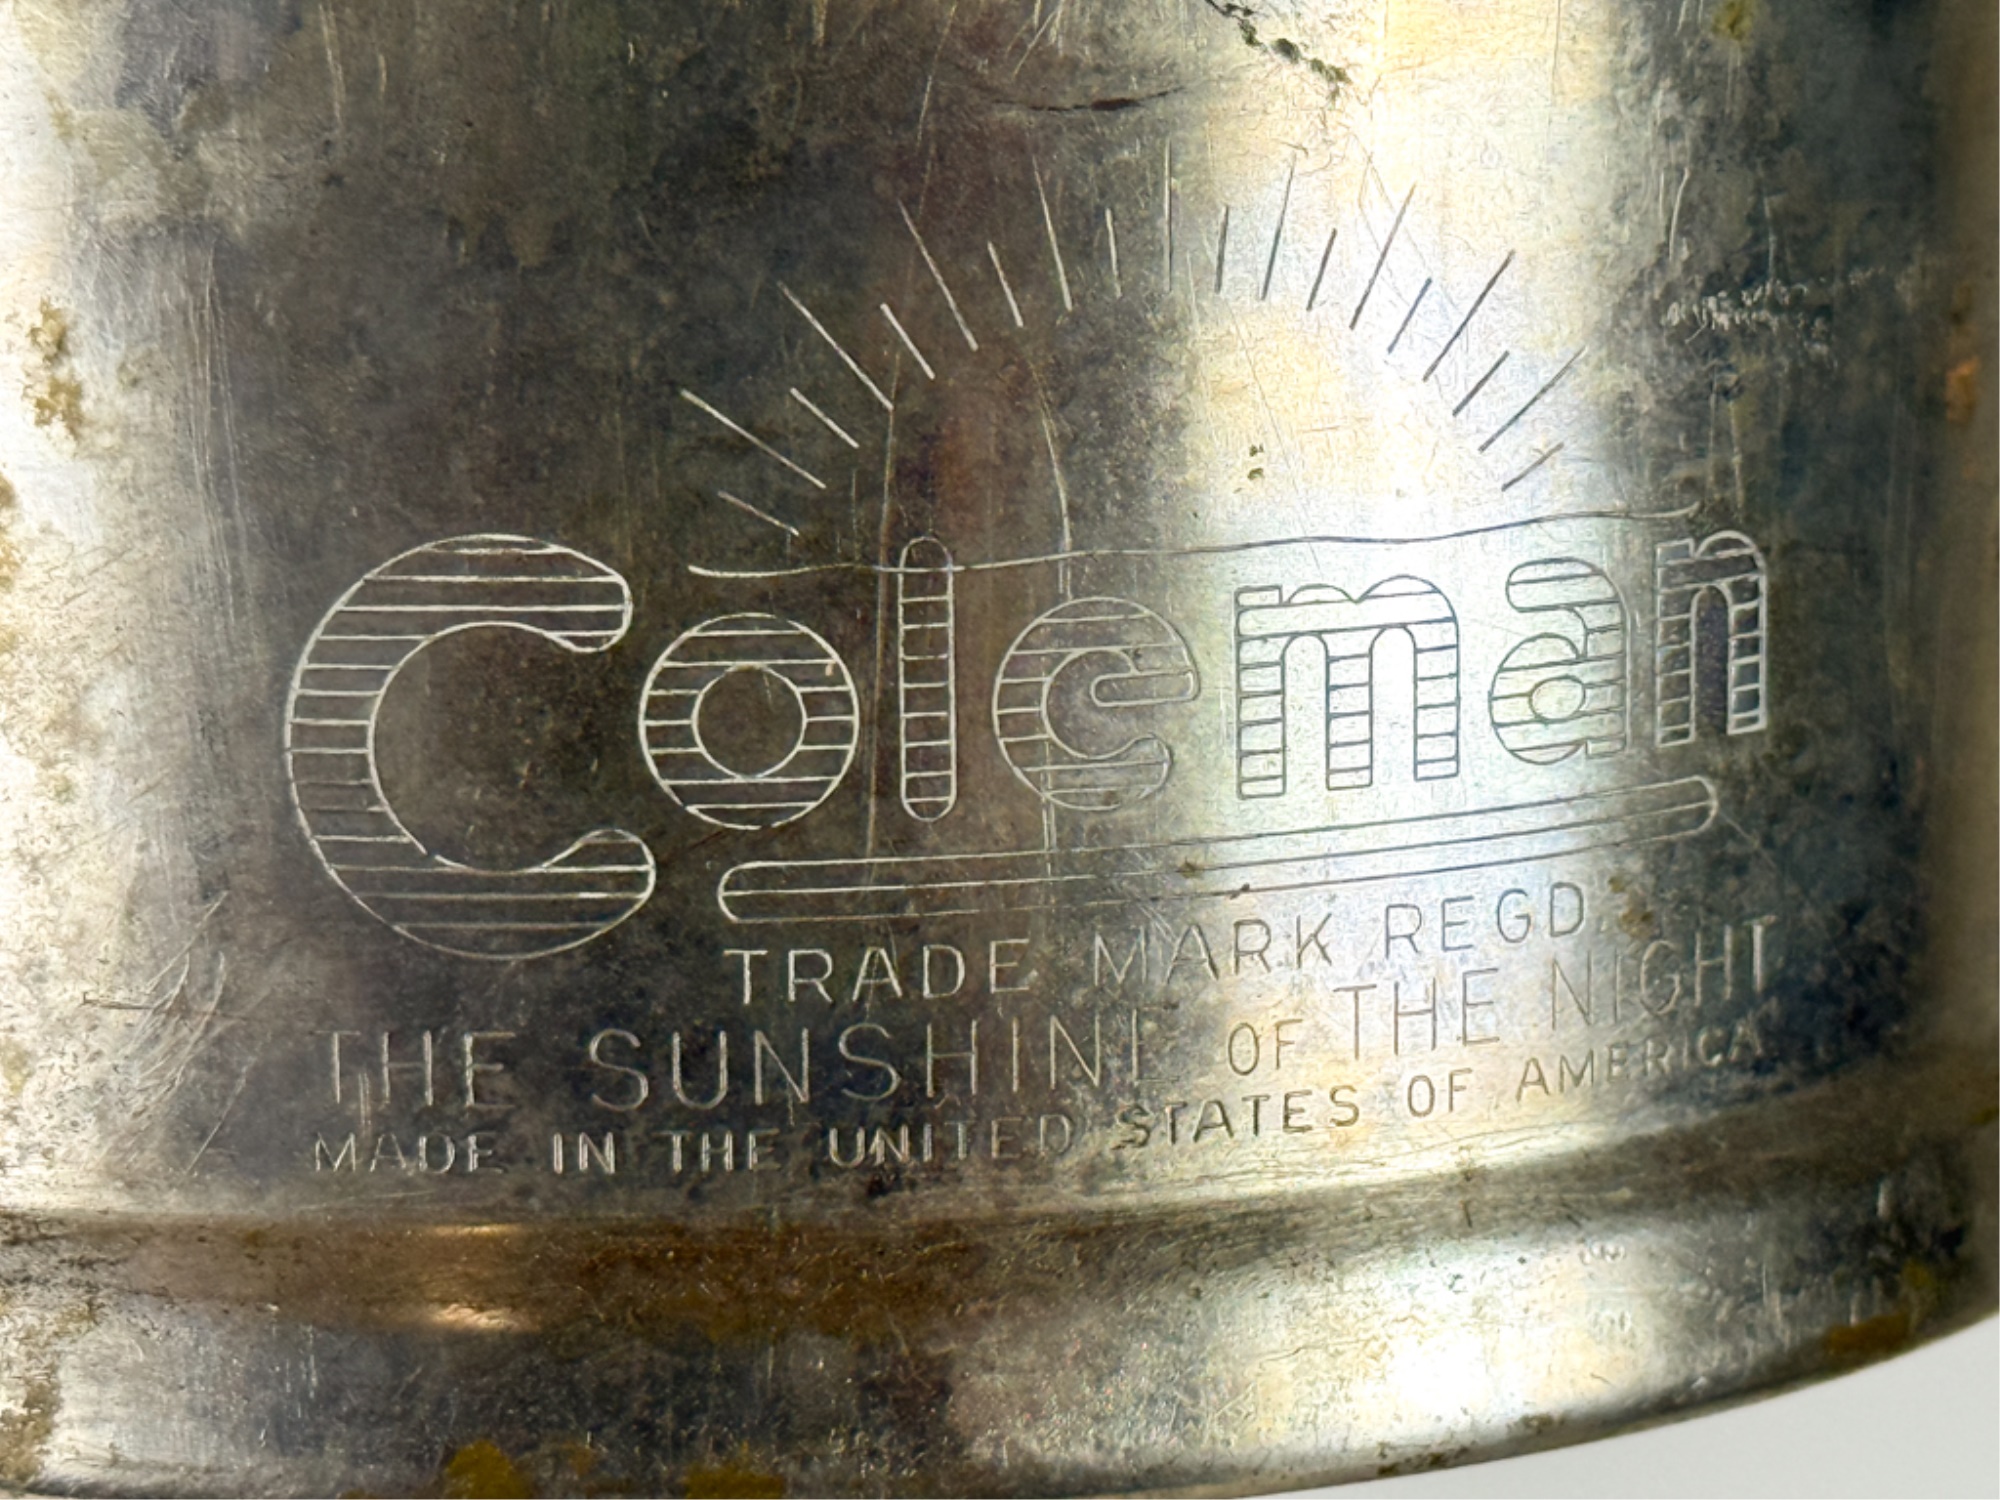 Coleman
TRADE MARK REGD.
THE SUNSHINE OF THE NIGHT
MADE IN THE UNITED STATES OF AMERICA